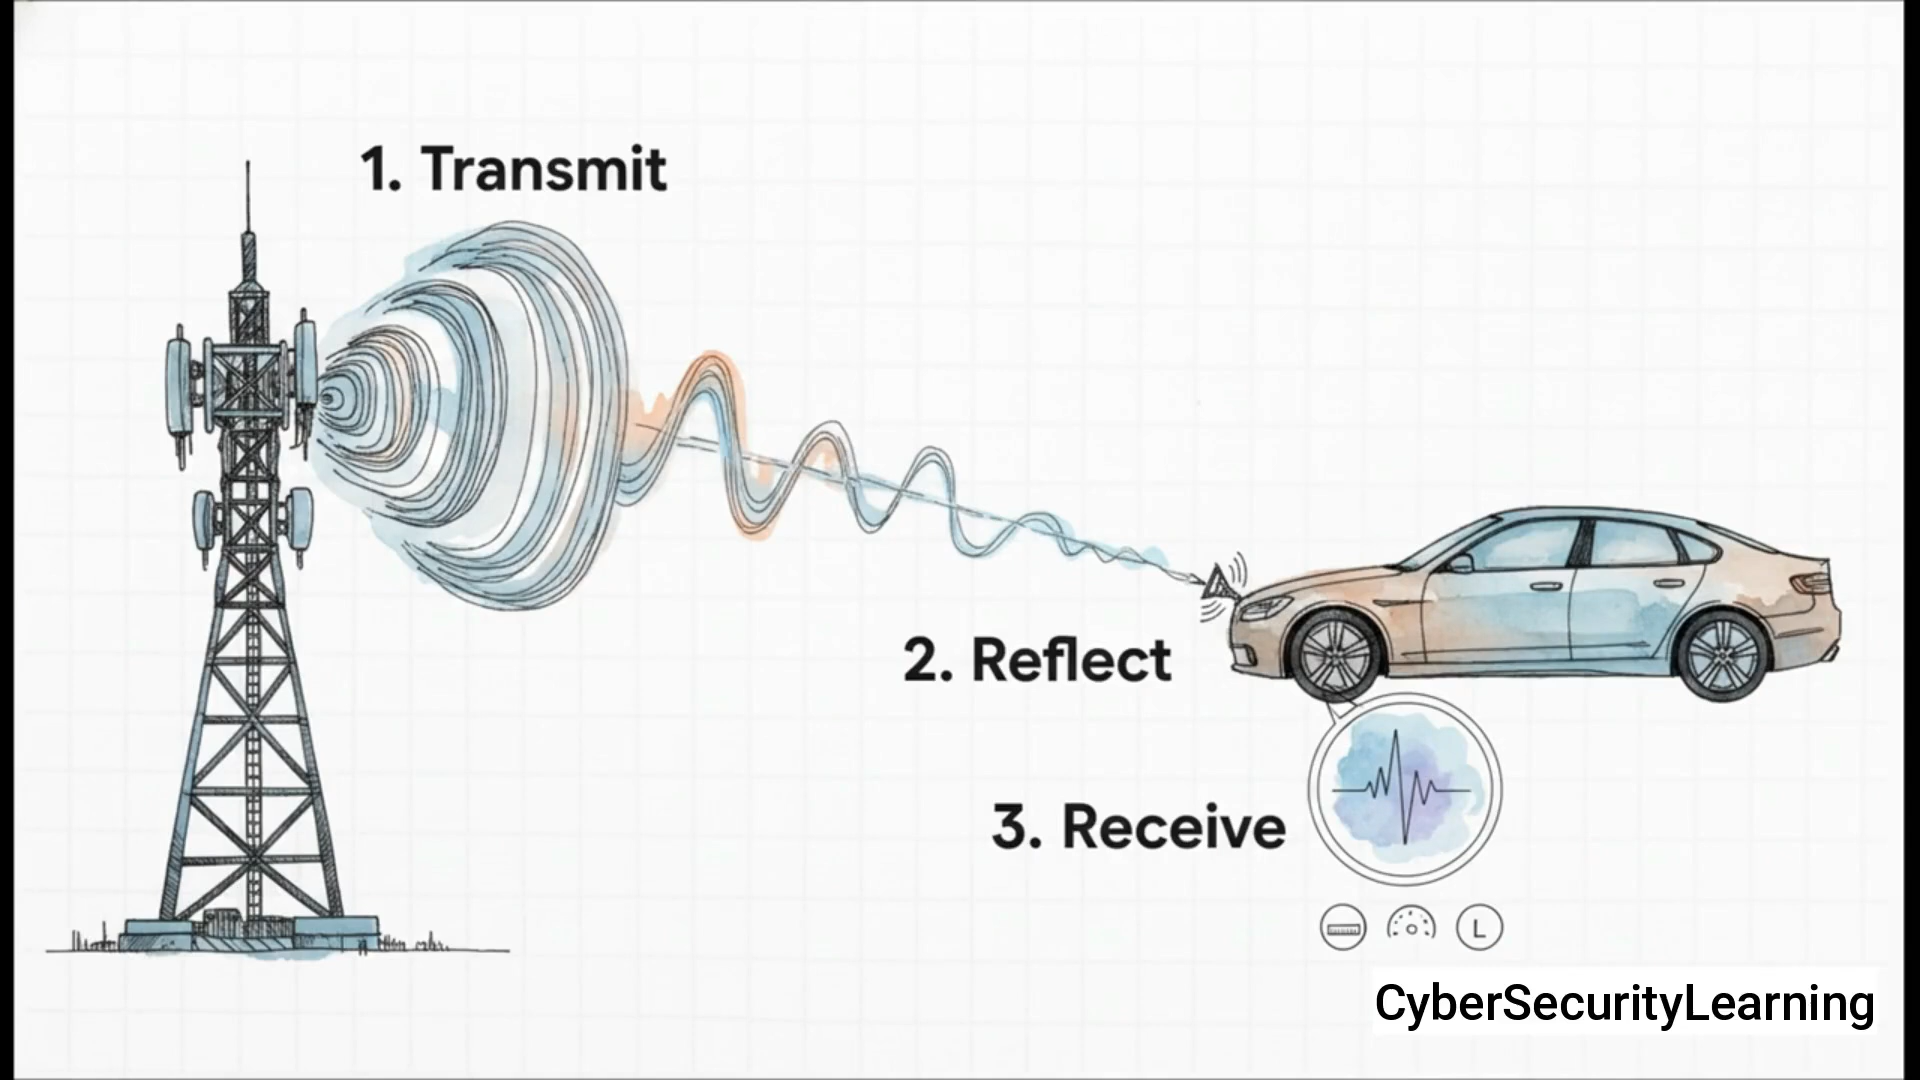 1. Transmit
2. Reflect
3. Receive
L
CyberSecurityLearning